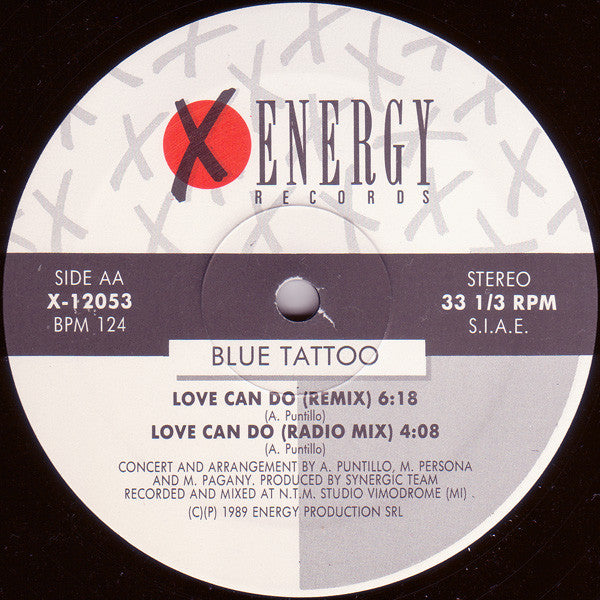 X ENERGY
RECORDS
SIDE AA
X-12053
BPM 124
STEREO
33 1/3 RPM
S.I.A.E.
BLUE TATTOO
LOVE CAN DO (REMIX) 6:18
(A. Puntillo)
LOVE CAN DO (RADIO MIX) 4:08
(A. Puntillo)
CONCERT AND ARRANGEMENT BY A. PUNTILLO, M. PERSONA
AND M. PAGANY. PRODUCED BY SYNERGIC TEAM
RECORDED AND MIXED AT N.T.M. STUDIO VIMODROME (MI)
(C)(P) 1989 ENERGY PRODUCTION SRL